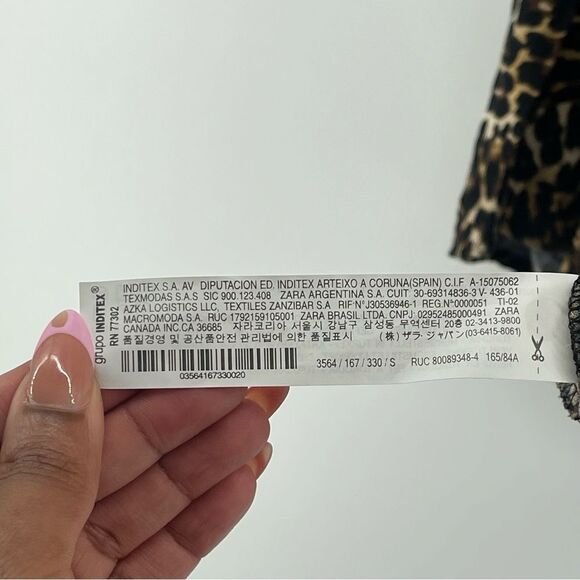 grupo INDITEX®
RN 77302
INDITEX S.A. AV DIPUTACION ED. INDITEX ARTEIXO A CORUNA(SPAIN) C.I.F A-15075062
TEXMODAS S.A.S SIC 900.123.408 ZARA ARGENTINA S.A. CUIT 30-69314836-3 V- 436-01
AZKA LOGISTICS LLC, TEXTILES ZANZIBAR S.A RIF:N°J30536946-1 REG.N°0000051 TI-02
MACROMODA S.A. RUC 1792159105001 ZARA BRASIL LTDA. CNPJ: 02952485000491 ZARA
CANADA INC.CA 36685 자라코리아 서울시 강남구 삼성동 무역센터 20층 02-3413-9800
품질경영 및 공산품안전 관리법에 의한 품질표시 (株) ザラ ジャパン(03-6415-8061)
03564167330020
3564 / 167 / 330 / S RUC 80089348-4 165/84A